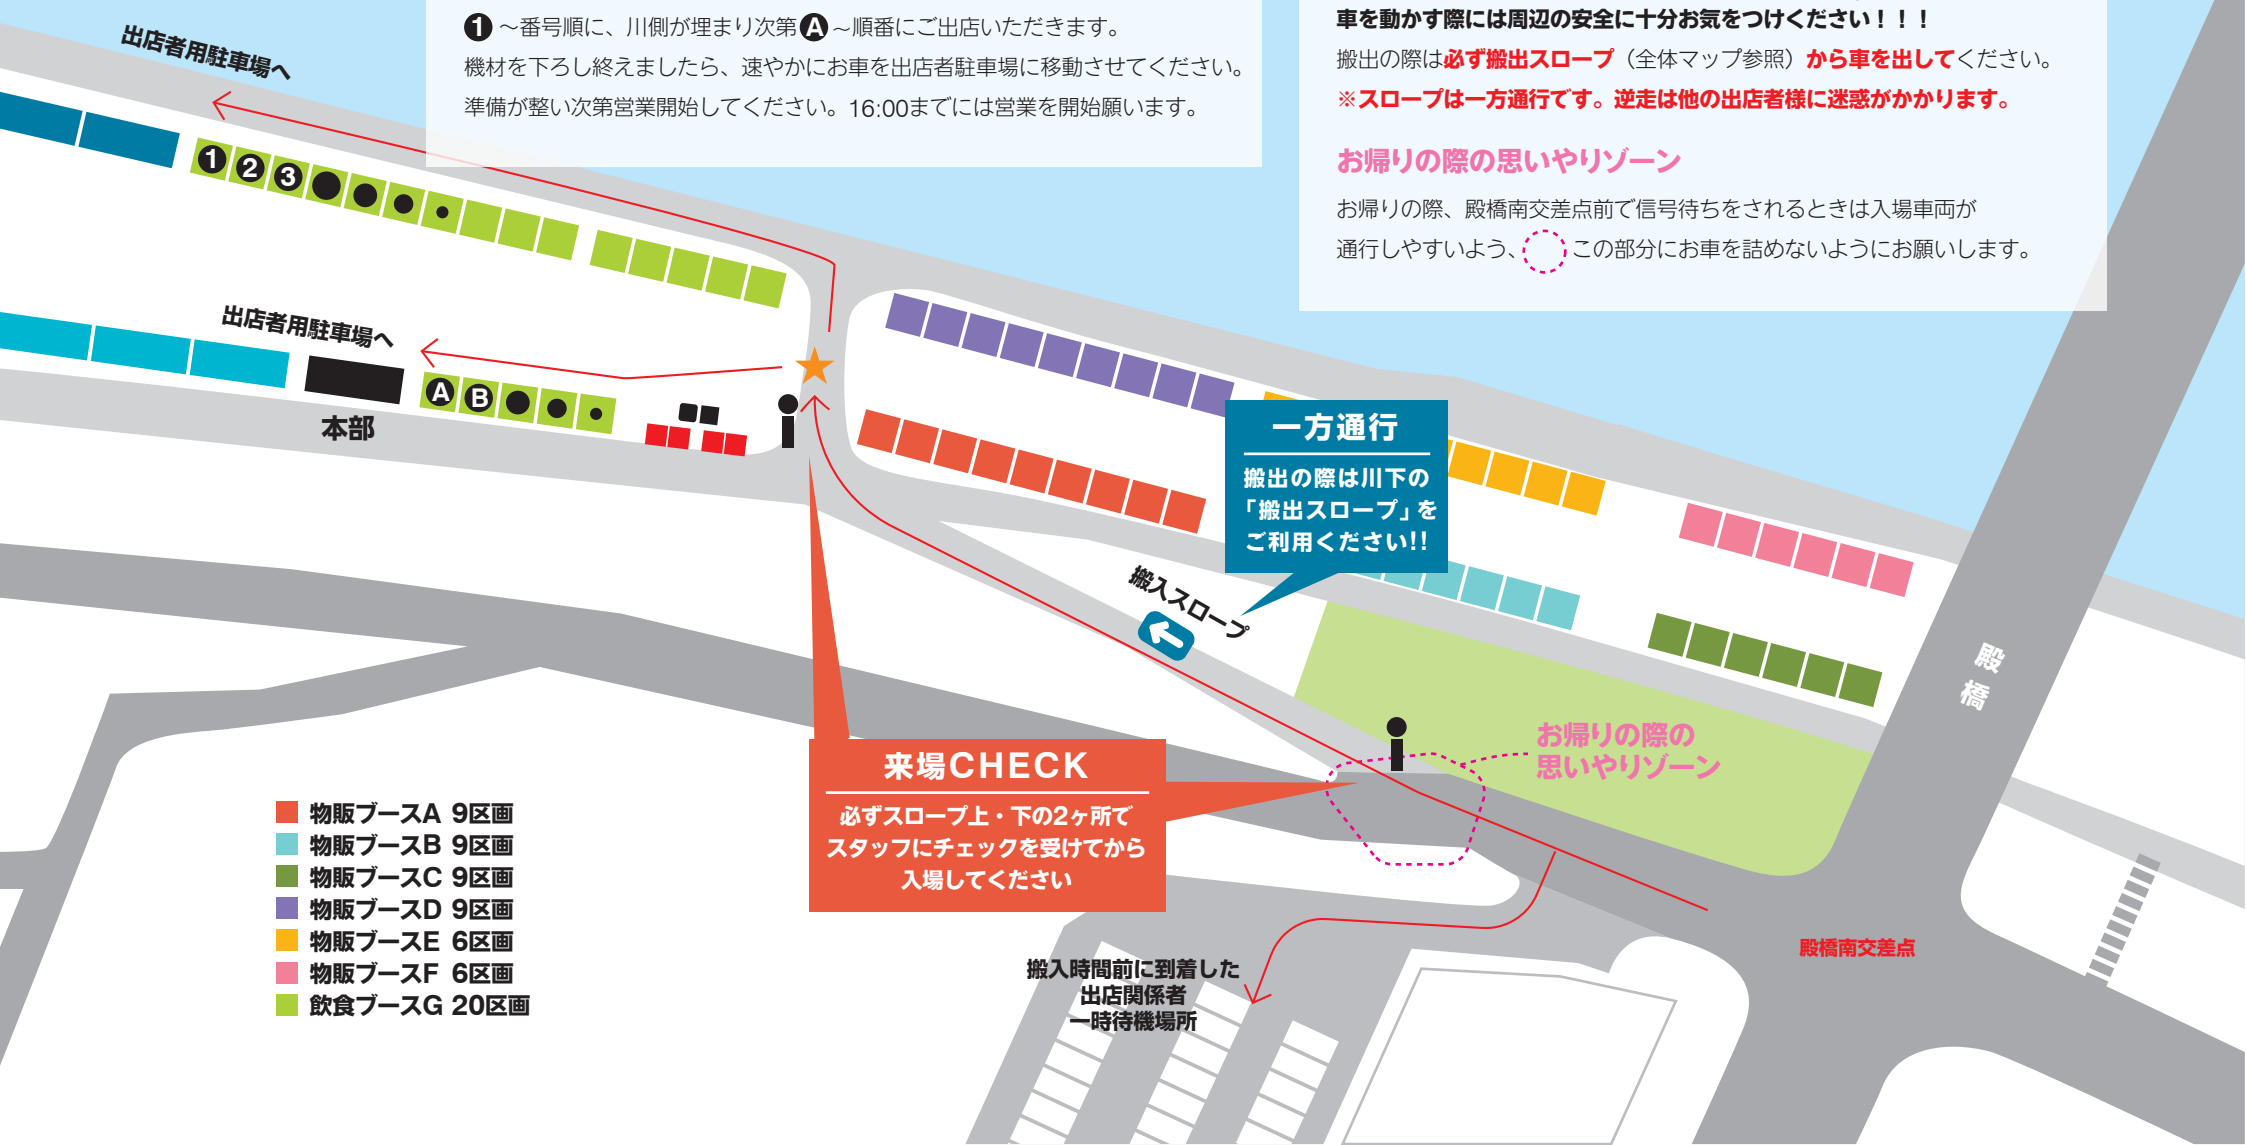 ❶～番号順に、川側が埋まり次第🅐～順番にご出店いただきます。
機材を下ろし終えましたら、速やかにお車を出店者駐車場に移動させてください。
準備が整い次第営業開始してください。16:00までには営業を開始願います。
車を動かす際には周辺の安全に十分お気をつけください！！！
搬出の際は必ず搬出スロープ（全体マップ参照）から車を出してください。
※スロープは一方通行です。逆走は他の出店者様に迷惑がかかります。
お帰りの際の思いやりゾーン
お帰りの際、殿橋南交差点前で信号待ちをされるときは入場車両が
通行しやすいよう、この部分にお車を詰めないようにお願いします。
出店者用駐車場へ
1 2 3
出店者用駐車場へ
A B
本部
一方通行
搬出の際は川下の
「搬出スロープ」を
ご利用ください!!
搬入スロープ
殿橋
お帰りの際の
思いやりゾーン
来場CHECK
必ずスロープ上・下の2ヶ所で
スタッフにチェックを受けてから
入場してください
物販ブースA 9区画
物販ブースB 9区画
物販ブースC 9区画
物販ブースD 9区画
物販ブースE 6区画
物販ブースF 6区画
飲食ブースG 20区画
殿橋南交差点
搬入時間前に到着した
出店関係者
一時待機場所